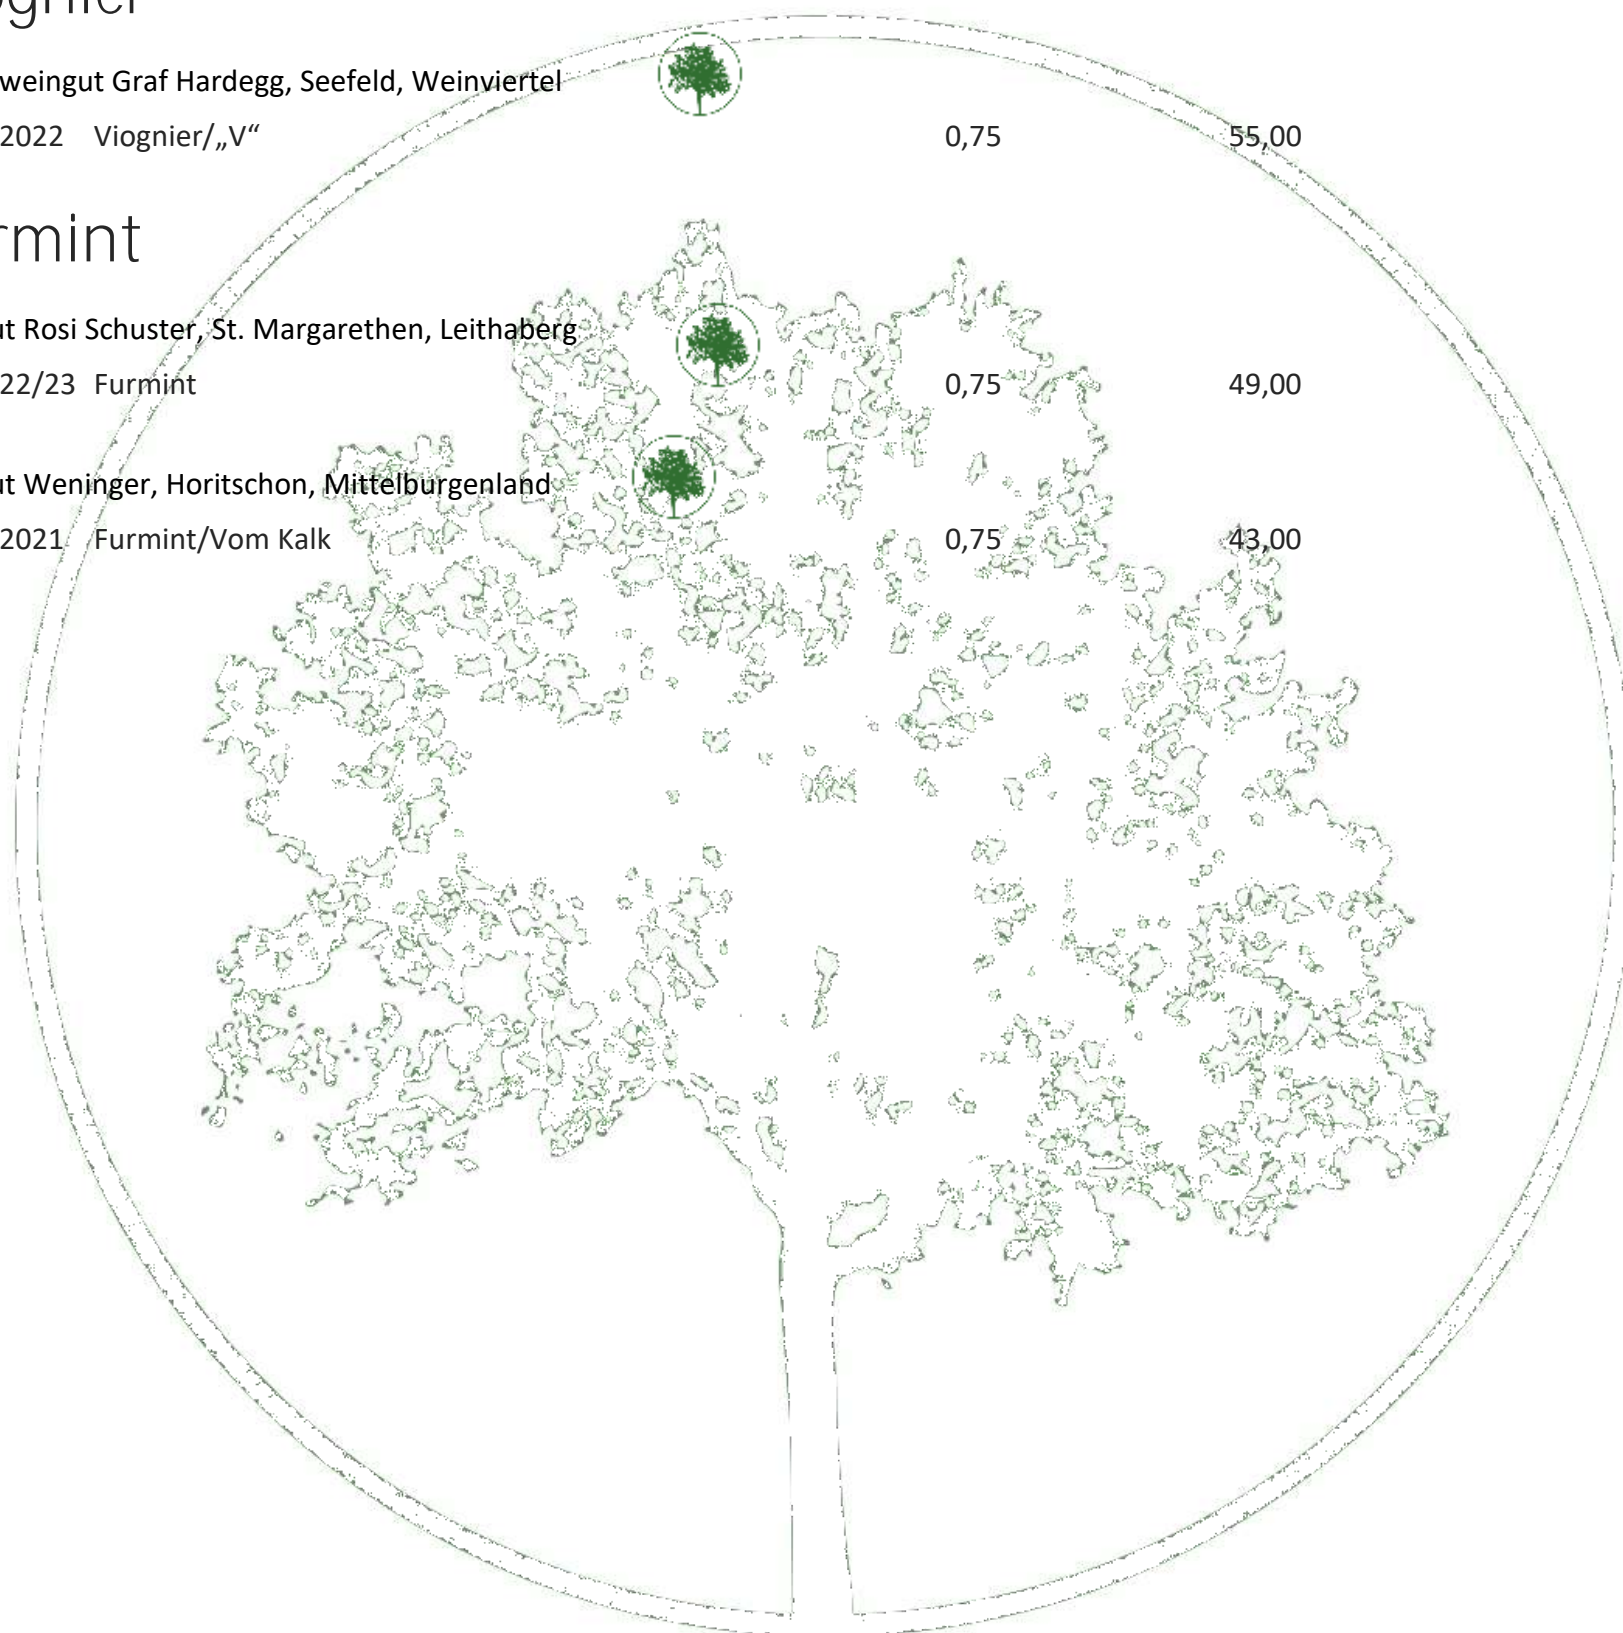 ognier
weingut Graf Hardegg, Seefeld, Weinviertel
2022 Viognier/„V“ 0,75 55,00
rmint
ut Rosi Schuster, St. Margarethen, Leithaberg
22/23 Furmint 0,75 49,00
ut Weninger, Horitschon, Mittelburgenland
2021 Furmint/Vom Kalk 0,75 43,00